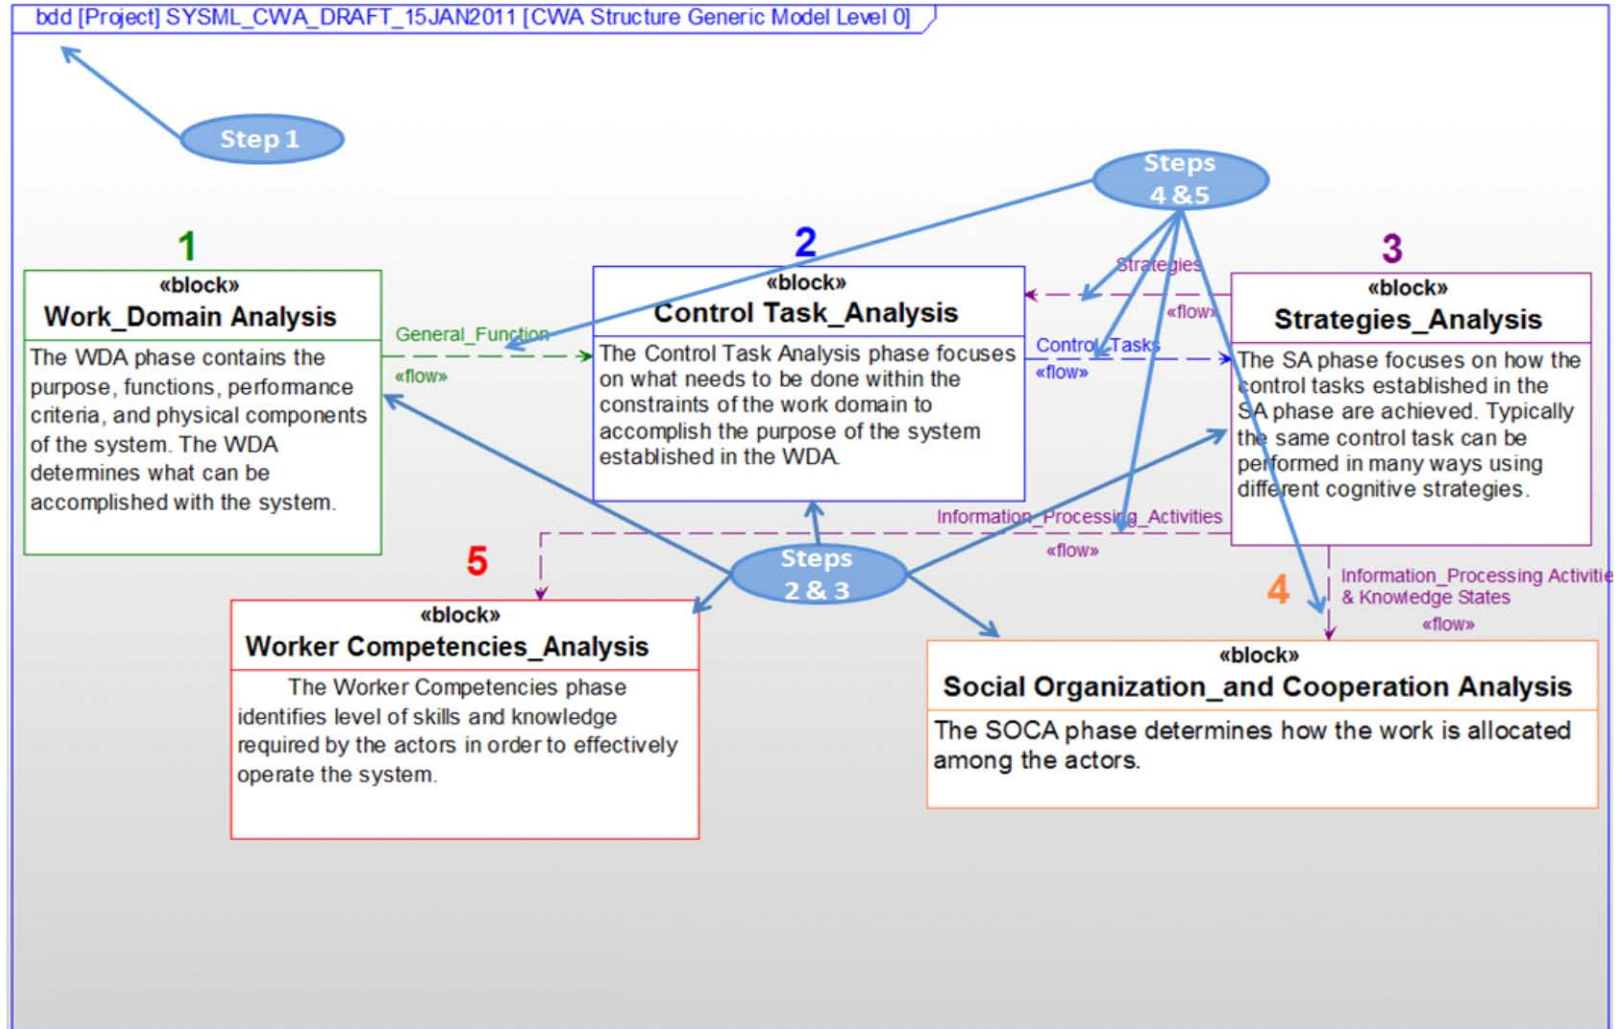 bdd [Project] SYSML_CWA_DRAFT_15JAN2011 [CWA Structure Generic Model Level 0]
Step 1
Steps
4 &5
1
«block»
Work_Domain Analysis
The WDA phase contains the
purpose, functions, performance
criteria, and physical components
of the system. The WDA
determines what can be
accomplished with the system.
General_Function
«flow»
2
«block»
Control Task_Analysis
The Control Task Analysis phase focuses
on what needs to be done within the
constraints of the work domain to
accomplish the purpose of the system
established in the WDA.
Strategies
«flow»
Control_Tasks
«flow»
3
«block»
Strategies_Analysis
The SA phase focuses on how the
control tasks established in the
SA phase are achieved. Typically
the same control task can be
performed in many ways using
different cognitive strategies.
Information_Processing_Activities
«flow»
Steps
2 & 3
5
«block»
Worker Competencies_Analysis
The Worker Competencies phase
identifies level of skills and knowledge
required by the actors in order to effectively
operate the system.
4
Information_Processing Activitie
& Knowledge States
«flow»
«block»
Social Organization_and Cooperation Analysis
The SOCA phase determines how the work is allocated
among the actors.